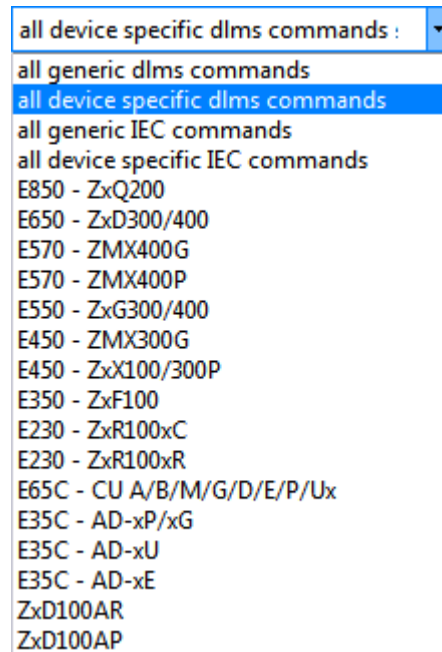 all device specific dlms commands :
all generic dlms commands
all device specific dlms commands
all generic IEC commands
all device specific IEC commands
E850 - ZxQ200
E650 - ZxD300/400
E570 - ZMX400G
E570 - ZMX400P
E550 - ZxG300/400
E450 - ZMX300G
E450 - ZxX100/300P
E350 - ZxF100
E230 - ZxR100xC
E230 - ZxR100xR
E65C - CU A/B/M/G/D/E/P/Ux
E35C - AD-xP/xG
E35C - AD-xU
E35C - AD-xE
ZxD100AR
ZxD100AP